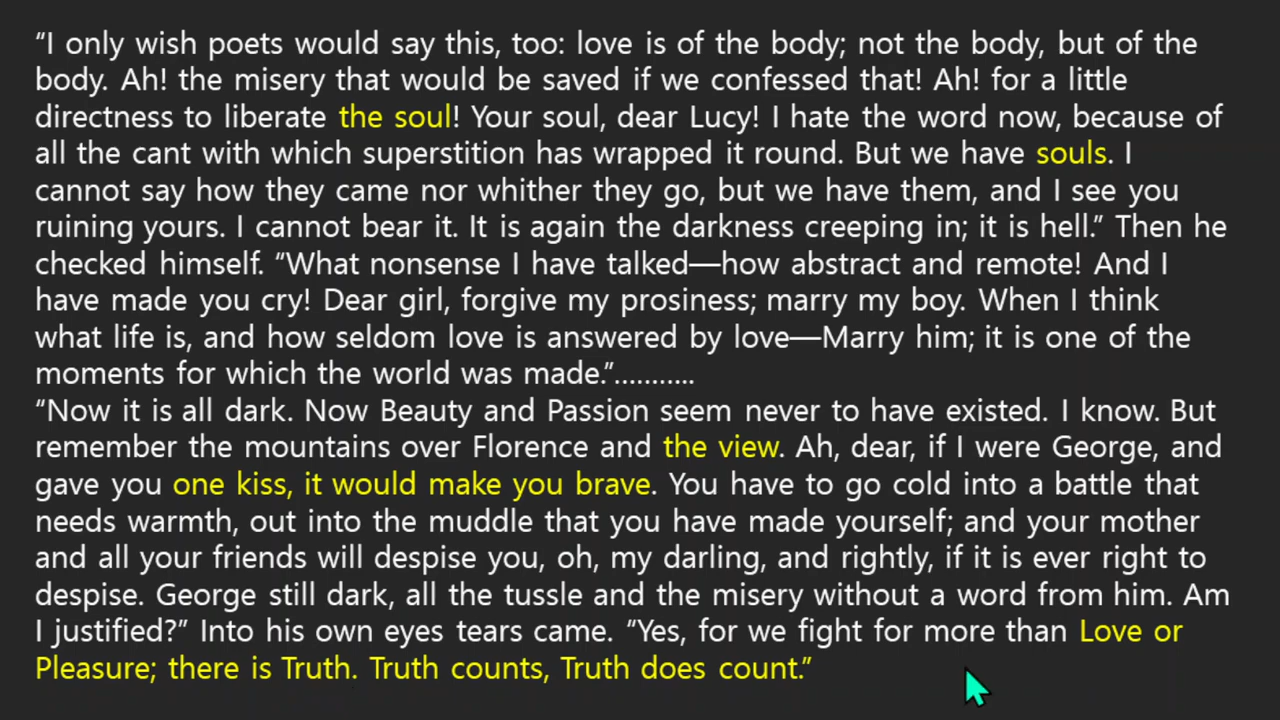 “I only wish poets would say this, too: love is of the body; not the body, but of the
body. Ah! the misery that would be saved if we confessed that! Ah! for a little
directness to liberate the soul! Your soul, dear Lucy! I hate the word now, because of
all the cant with which superstition has wrapped it round. But we have souls. I
cannot say how they came nor whither they go, but we have them, and I see you
ruining yours. I cannot bear it. It is again the darkness creeping in; it is hell.” Then he
checked himself. “What nonsense I have talked—how abstract and remote! And I
have made you cry! Dear girl, forgive my prosiness; marry my boy. When I think
what life is, and how seldom love is answered by love—Marry him; it is one of the
moments for which the world was made.”...........
“Now it is all dark. Now Beauty and Passion seem never to have existed. I know. But
remember the mountains over Florence and the view. Ah, dear, if I were George, and
gave you one kiss, it would make you brave. You have to go cold into a battle that
needs warmth, out into the muddle that you have made yourself; and your mother
and all your friends will despise you, oh, my darling, and rightly, if it is ever right to
despise. George still dark, all the tussle and the misery without a word from him. Am
I justified?” Into his own eyes tears came. “Yes, for we fight for more than Love or
Pleasure; there is Truth. Truth counts, Truth does count.”